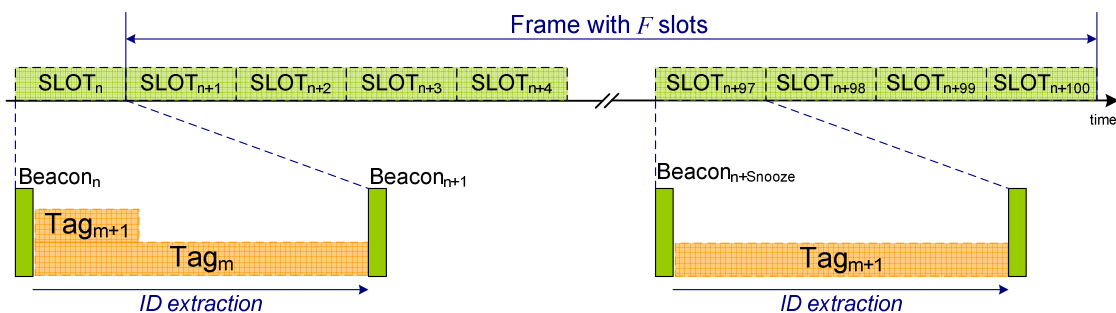 Frame with F slots
SLOTn SLOTn+1 SLOTn+2 SLOTn+3 SLOTn+4 SLOTn+97 SLOTn+98 SLOTn+99 SLOTn+100
time
Beaconn Beaconn+1 Beaconn+Snooze
Tagm+1
Tagm Tagm+1
ID extraction ID extraction